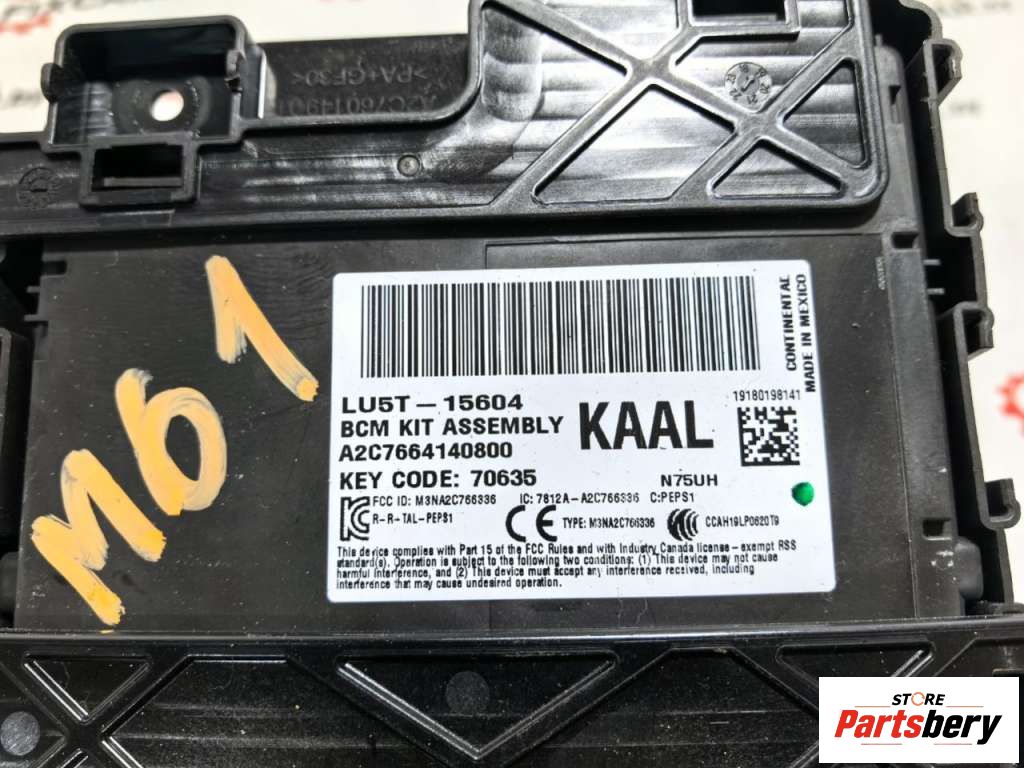 >PA+GF30<
M61
CONTINENTAL
MADE IN MEXICO
LU5T-15604
BCM KIT ASSEMBLY
KAAL
19180198141
A2C7664140800
KEY CODE: 70635
N75UH
FCC ID: M3NA2C766336 IC: 7812A-A2C766336 C:PEPS1
R-R-TAL-PEPS1
CE
TYPE: M3NA2C766336
CCAH19LP0620T9
This device complies with Part 15 of the FCC Rules and with Industry Canada license-exempt RSS
standard(s). Operation is subject to the following two conditions: (1) This device may not cause
harmful interference, and (2) This device must accept any interference received, including
interference that may cause undesired operation.
STORE
Partsbery